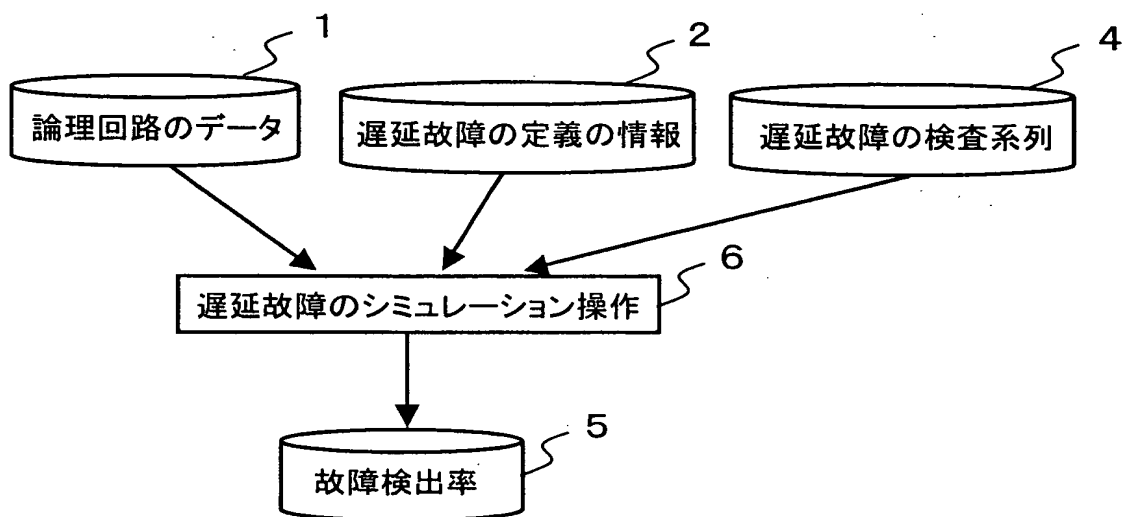 1
2
4
論理回路のデータ
遅延故障の定義の情報
遅延故障の検査系列
6
遅延故障のシミュレーション操作
5
故障検出率